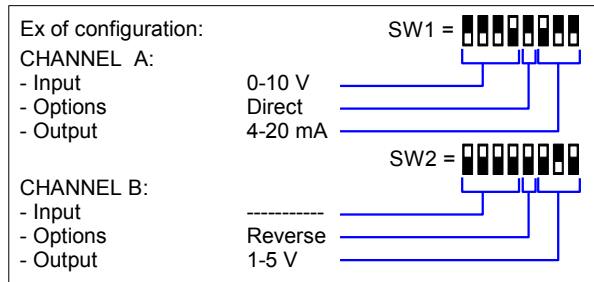 Ex of configuration: SW1 =
CHANNEL A:
- Input 0-10 V
- Options Direct
- Output 4-20 mA
SW2 =
CHANNEL B:
- Input -----------
- Options Reverse
- Output 1-5 V